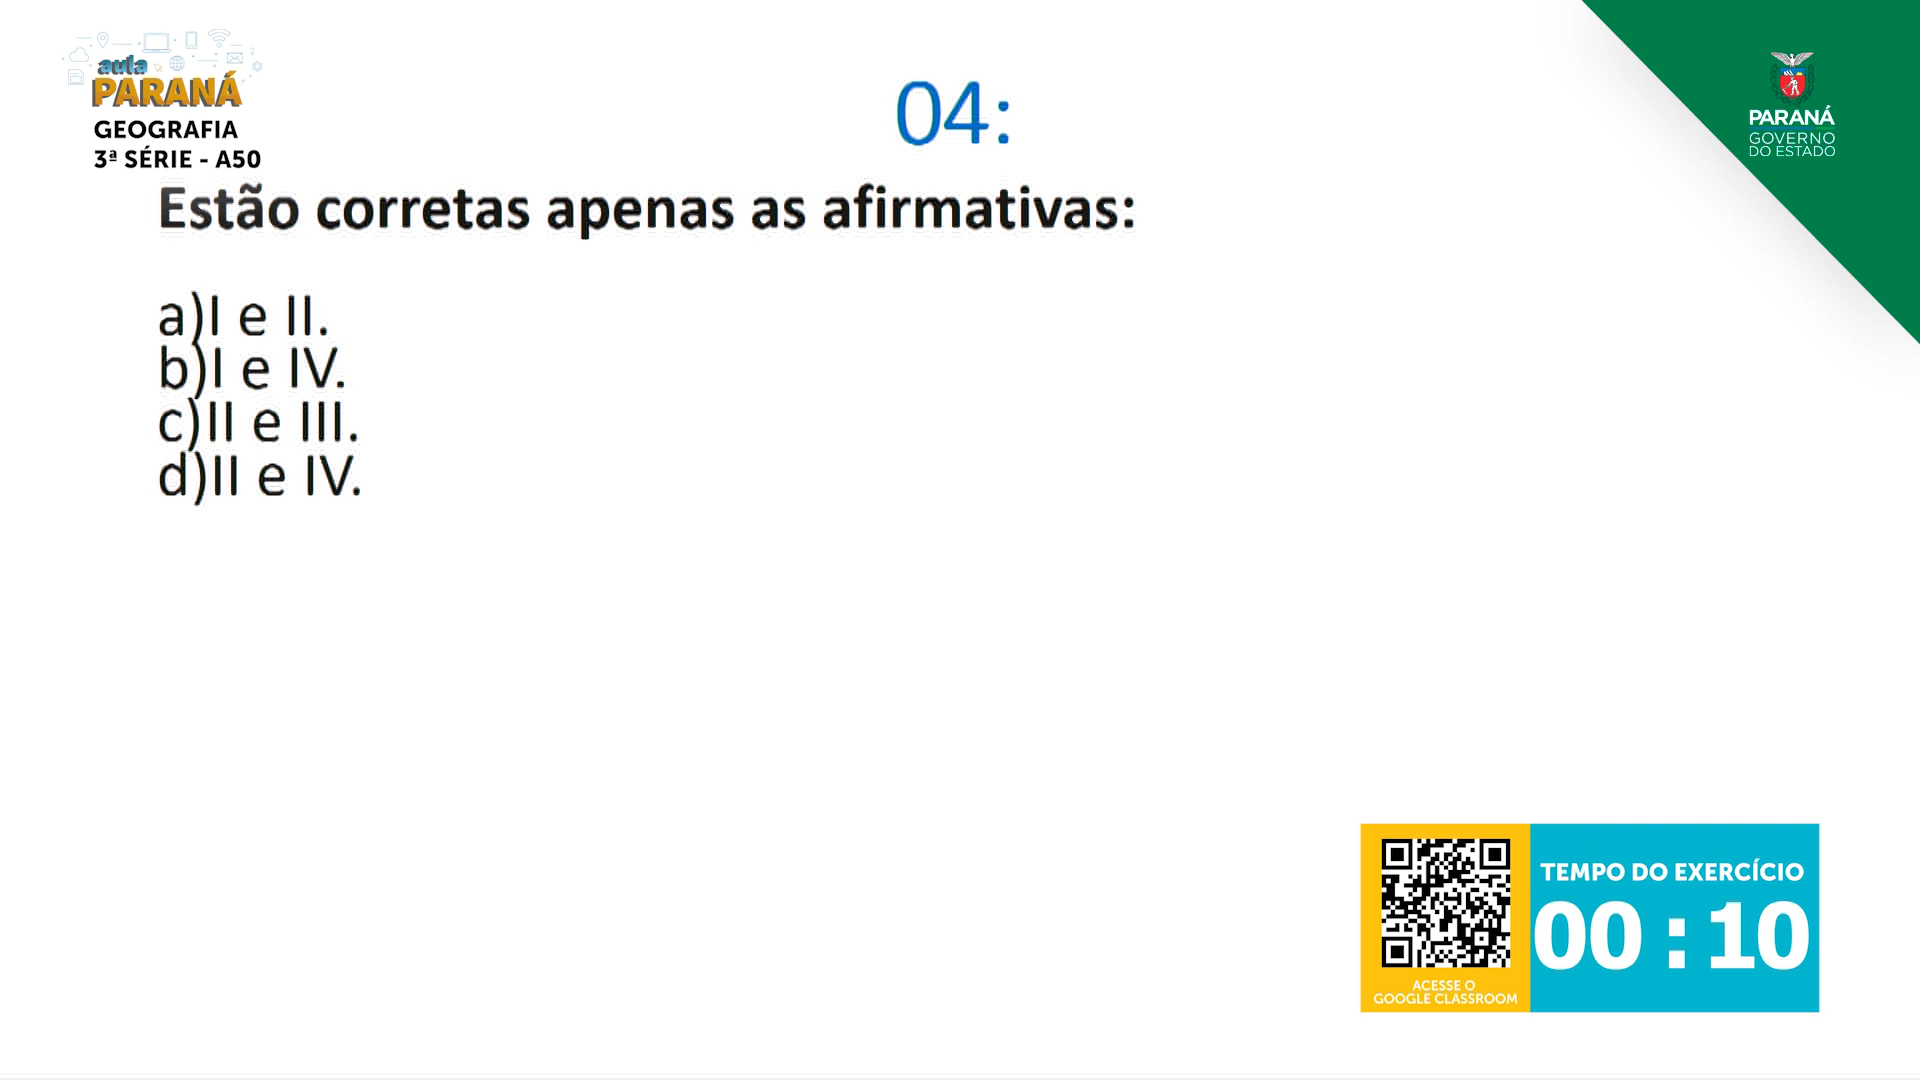 aula
PARANÁ
GEOGRAFIA
3ª SÉRIE - A50
04:
PARANÁ
GOVERNO
DO ESTADO
Estão corretas apenas as afirmativas:
a)I e II.
b)I e IV.
c)II e III.
d)II e IV.
TEMPO DO EXERCÍCIO
00 : 10
ACESSE O
GOOGLE CLASSROOM